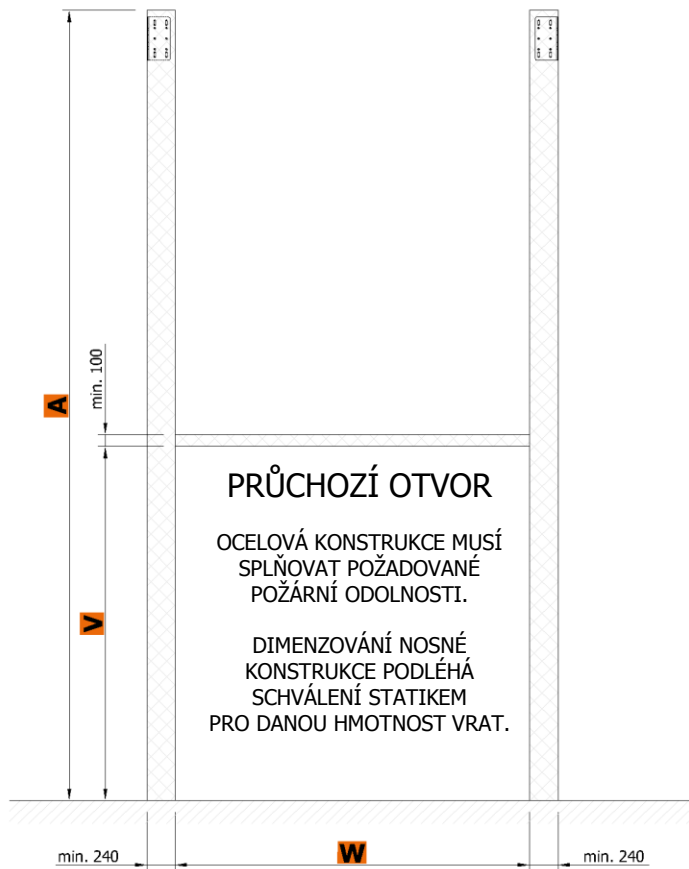 A
min. 100
PRŮCHOZÍ OTVOR
OCELOVÁ KONSTRUKCE MUSÍ
SPLŇOVAT POŽADOVANÉ
POŽÁRNÍ ODOLNOSTI.
V
DIMENZOVÁNÍ NOSNÉ
KONSTRUKCE PODLÉHÁ
SCHVÁLENÍ STATIKEM
PRO DANOU HMOTNOST VRAT.
min. 240
W
min. 240